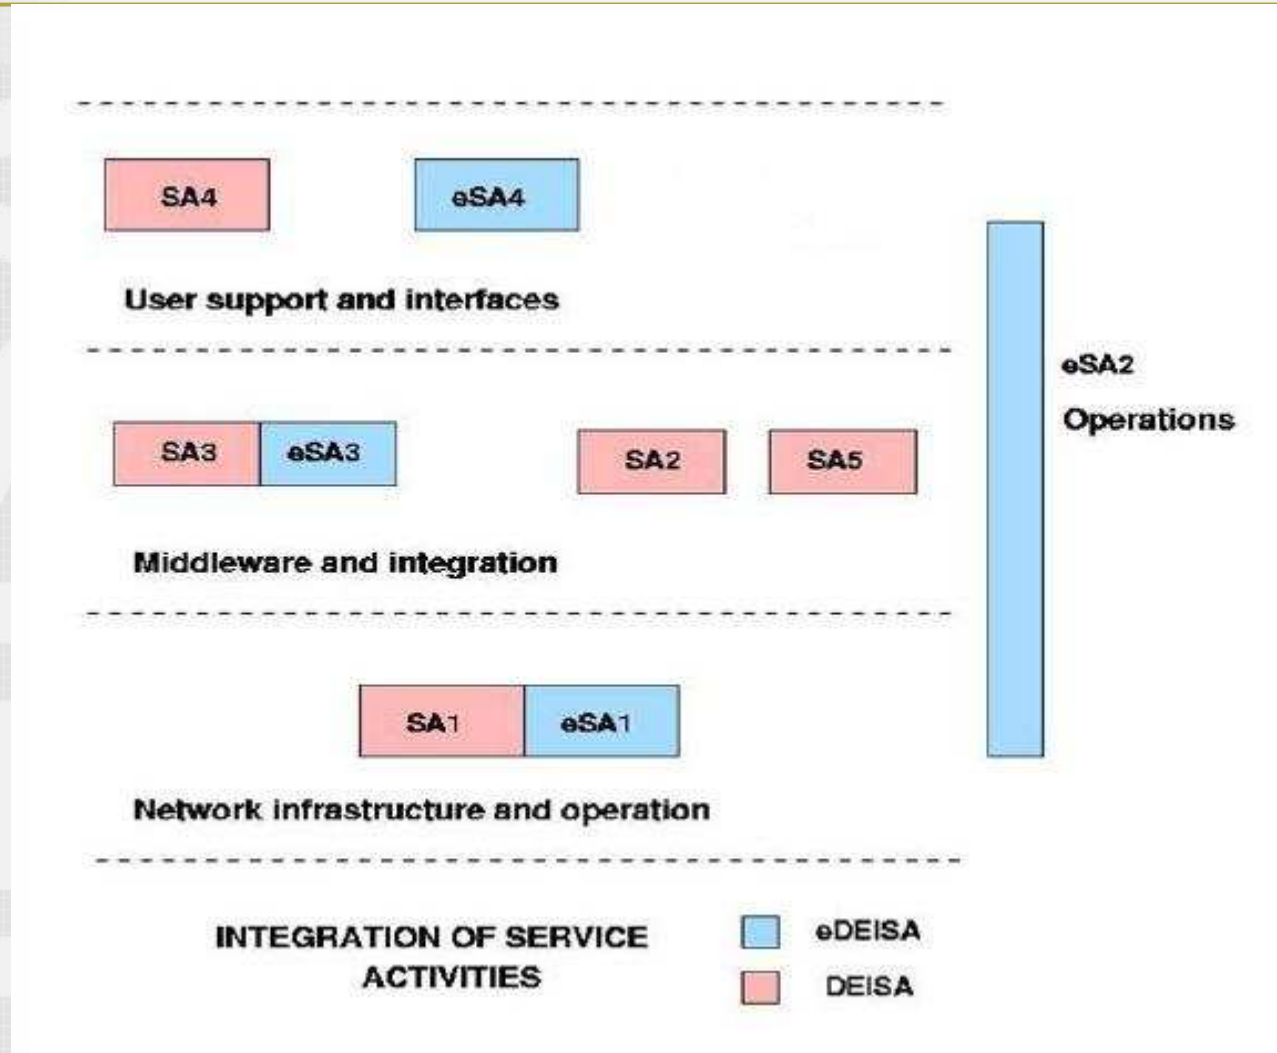 SA4
eSA4
User support and interfaces
eSA2
Operations
SA3
eSA3
SA2
SA5
Middleware and integration
SA1
eSA1
Network infrastructure and operation
INTEGRATION OF SERVICE
ACTIVITIES
eDEISA
DEISA